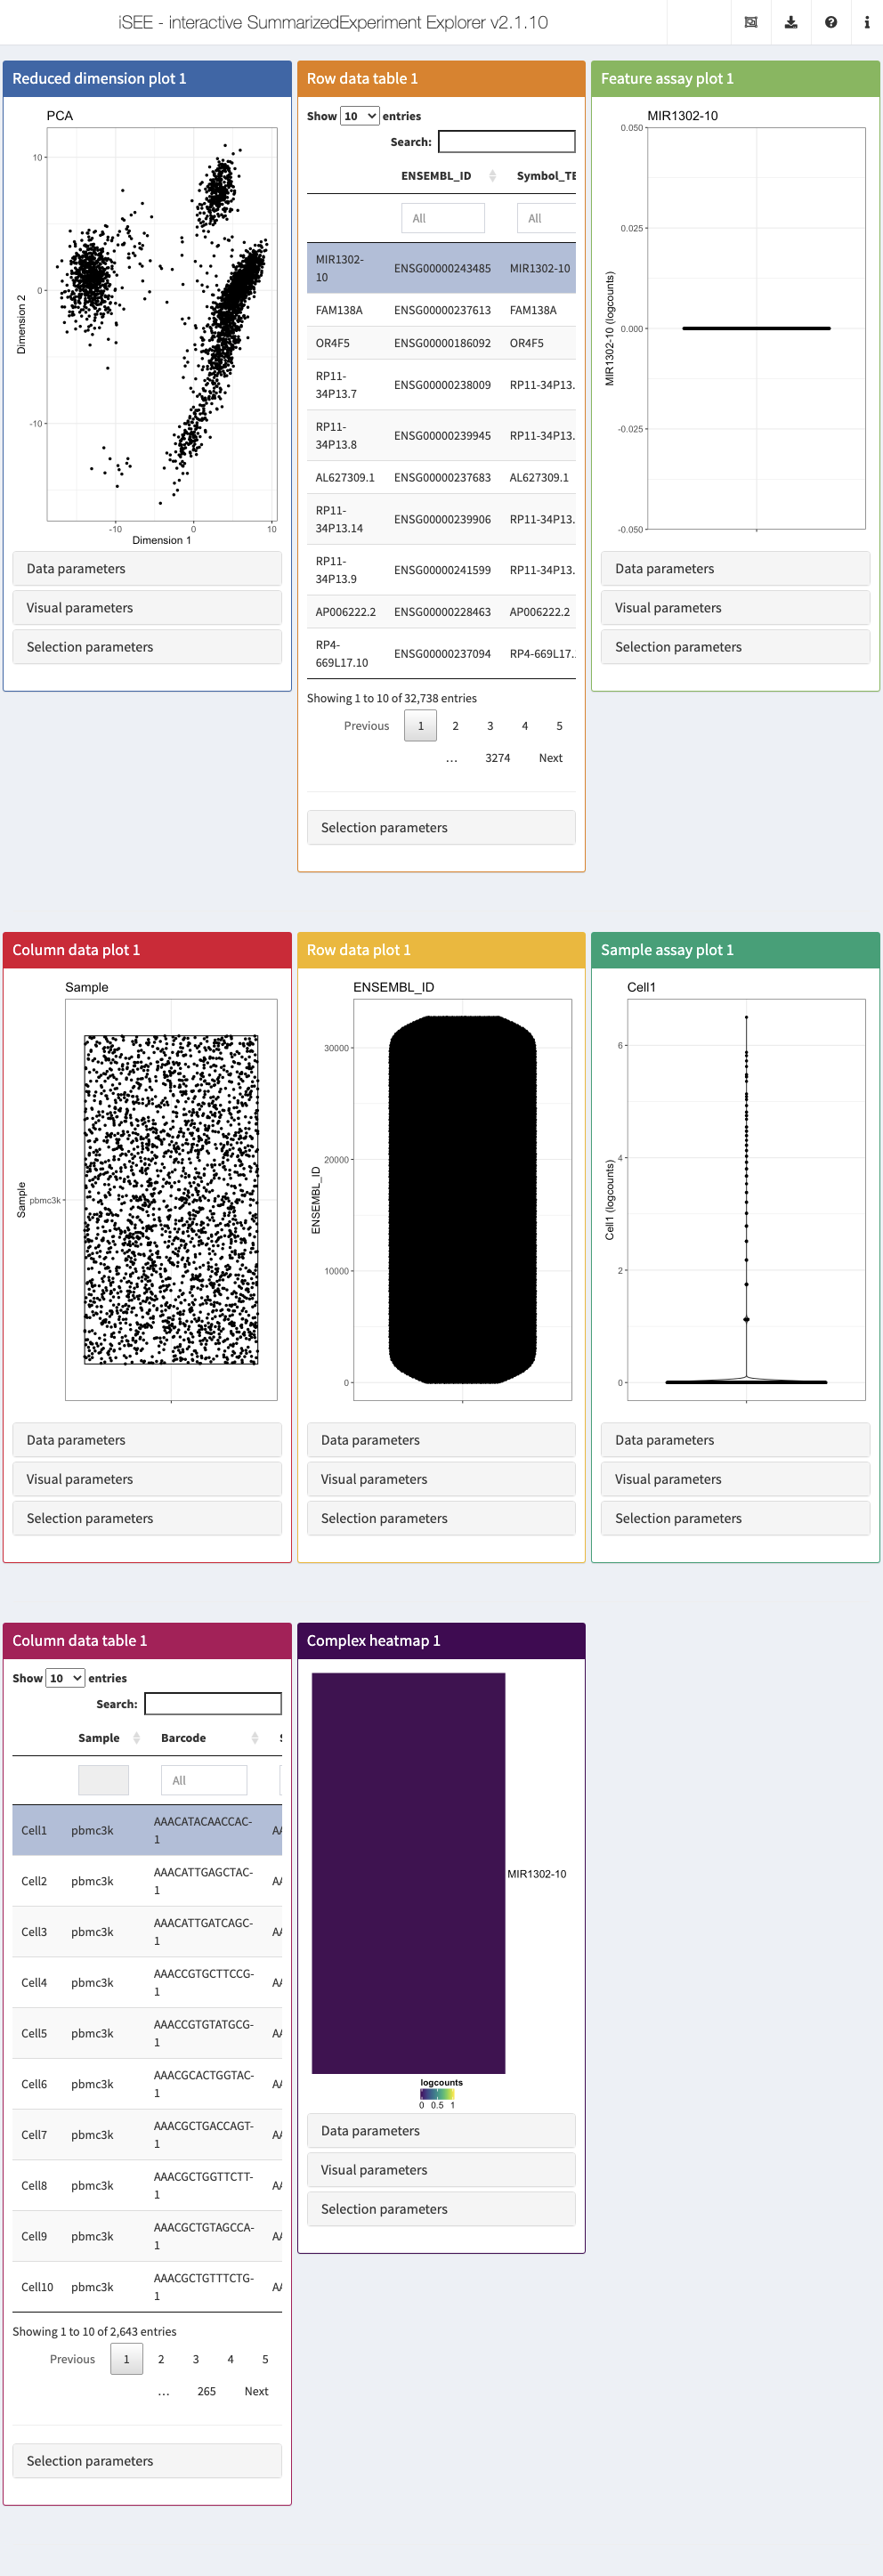 iSEE - interactive SummarizedExperiment Explorer v2.1.10
Reduced dimension plot 1
PCA
10
0
-10
Dimension 2
-10
0
10
Dimension 1
Data parameters
Visual parameters
Selection parameters
Row data table 1
Show 10 entries
Search:
ENSEMBL_ID Symbol_TE
All All
MIR1302-
10
ENSG00000243485 MIR1302-10
FAM138A ENSG00000237613 FAM138A
OR4F5 ENSG00000186092 OR4F5
RP11-
34P13.7
ENSG00000238009 RP11-34P13.
RP11-
34P13.8
ENSG00000239945 RP11-34P13.
AL627309.1 ENSG00000237683 AL627309.1
RP11-
34P13.14
ENSG00000239906 RP11-34P13.
RP11-
34P13.9
ENSG00000241599 RP11-34P13.
AP006222.2 ENSG00000228463 AP006222.2
RP4-
669L17.10
ENSG00000237094 RP4-669L17.
Showing 1 to 10 of 32,738 entries
Previous 1 2 3 4 5
… 3274 Next
Selection parameters
Feature assay plot 1
MIR1302-10
0.050
0.025
0.000
-0.025
-0.050
MIR1302-10 (logcounts)
Data parameters
Visual parameters
Selection parameters
Column data plot 1
Sample
Sample
pbmc3k
Data parameters
Visual parameters
Selection parameters
Row data plot 1
ENSEMBL_ID
30000
20000
10000
0
ENSEMBL_ID
Data parameters
Visual parameters
Selection parameters
Sample assay plot 1
Cell1
6
4
2
0
Cell1 (logcounts)
Data parameters
Visual parameters
Selection parameters
Column data table 1
Show 10 entries
Search:
Sample Barcode
All
Cell1 pbmc3k AAACATACAACCAC-
1
Cell2 pbmc3k AAACATTGAGCTAC-
1
Cell3 pbmc3k AAACATTGATCAGC-
1
Cell4 pbmc3k AAACCGTGCTTCCG-
1
Cell5 pbmc3k AAACCGTGTATGCG-
1
Cell6 pbmc3k AAACGCACTGGTAC-
1
Cell7 pbmc3k AAACGCTGACCAGT-
1
Cell8 pbmc3k AAACGCTGGTTCTT-
1
Cell9 pbmc3k AAACGCTGTAGCCA-
1
Cell10 pbmc3k AAACGCTGTTTCTG-
1
Showing 1 to 10 of 2,643 entries
Previous 1 2 3 4 5
… 265 Next
Selection parameters
Complex heatmap 1
MIR1302-10
logcounts
0 0.5 1
Data parameters
Visual parameters
Selection parameters